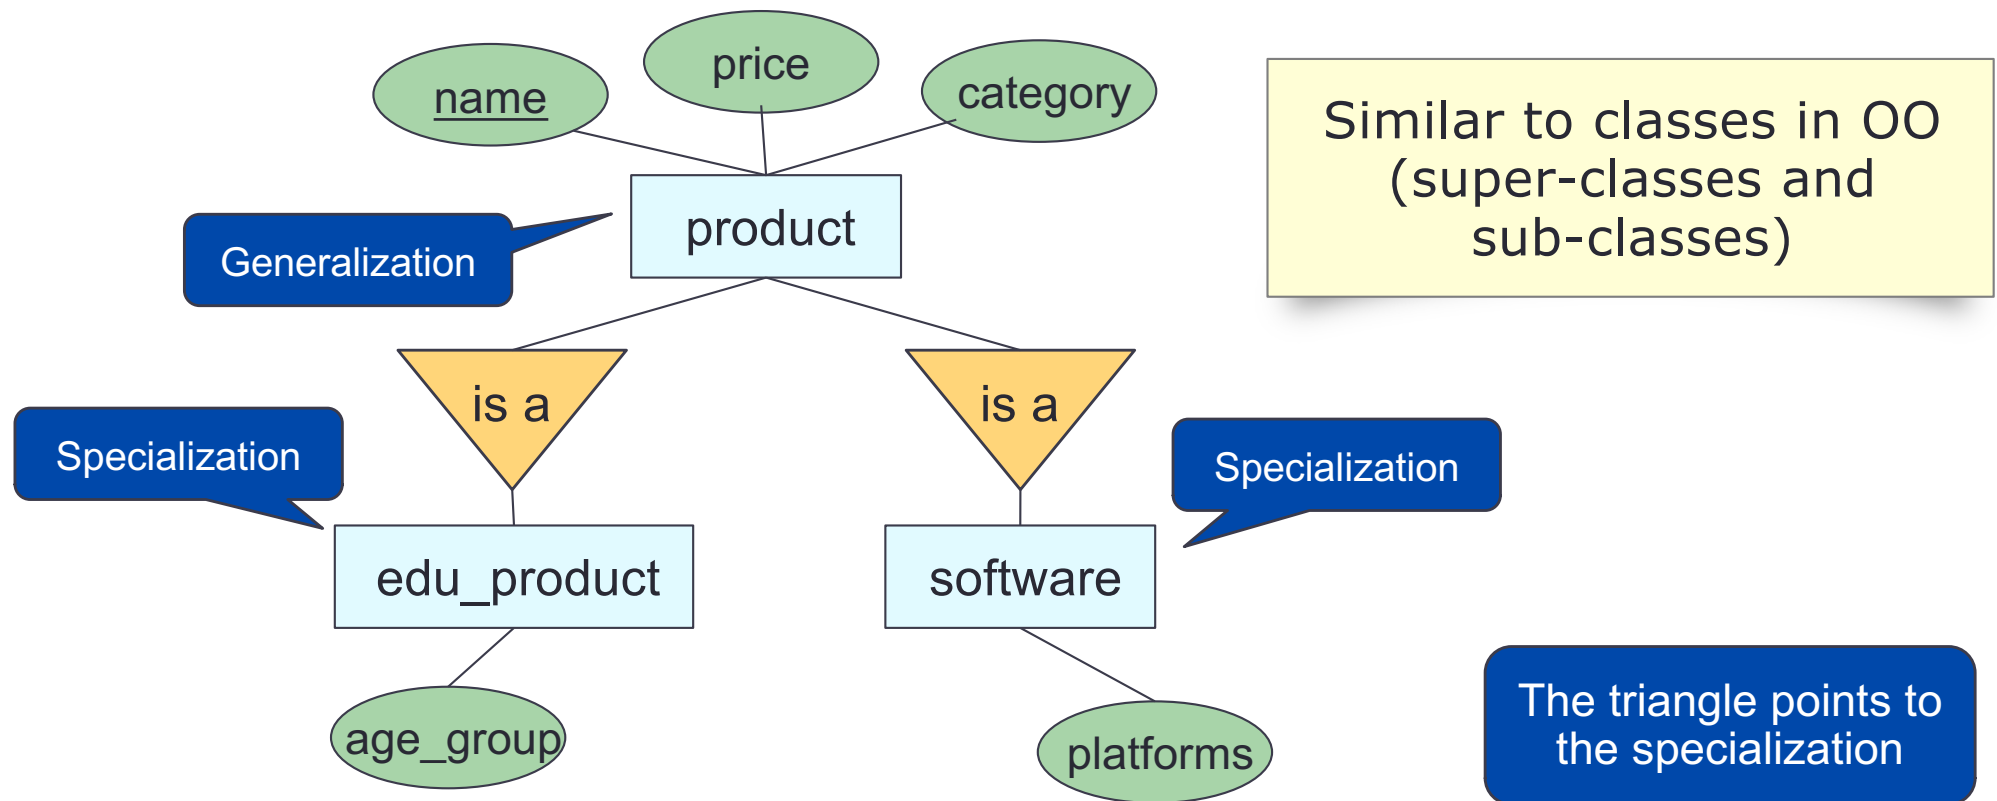 price
name
category
Similar to classes in OO
(super-classes and
sub-classes)
product
Generalization
is a
is a
Specialization
Specialization
edu_product
software
age_group
platforms
The triangle points to
the specialization